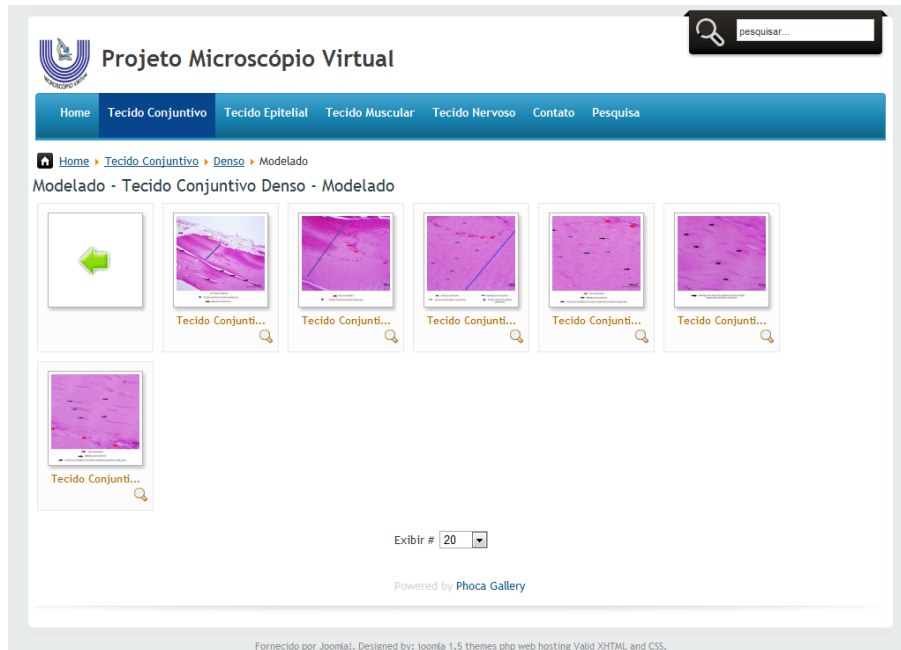 pesquisar...
Projeto Microscópio Virtual
MICROSCÓPIO VIRTUAL
Home Tecido Conjuntivo Tecido Epitelial Tecido Muscular Tecido Nervoso Contato Pesquisa
Home Tecido Conjuntivo Denso Modelado
Modelado - Tecido Conjuntivo Denso - Modelado
Tecido Conjunti... Tecido Conjunti... Tecido Conjunti... Tecido Conjunti... Tecido Conjunti...
Tecido Conjunti...
Exibir # 20
Powered by Phoca Gallery
Fornecido por Joomla!. Designed by: joomla 1.5 themes php web hosting Valid XHTML and CSS.